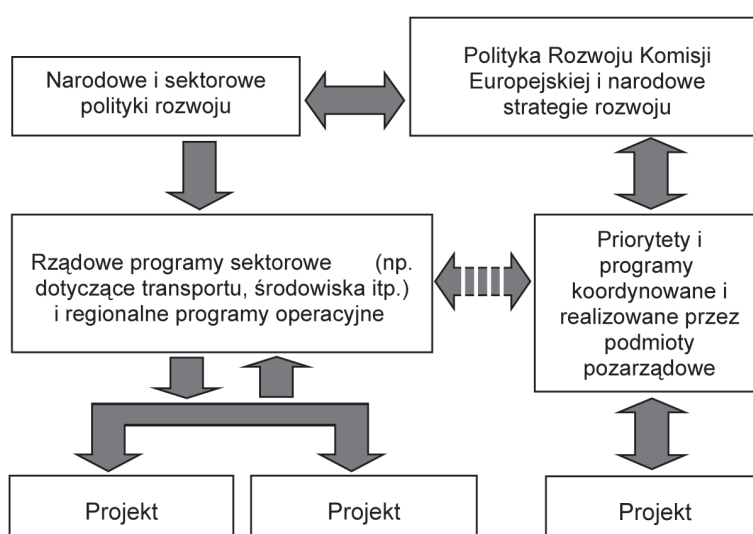 Narodowe i sektorowe
polityki rozwoju
Polityka Rozwoju Komisji
Europejskiej i narodowe
strategie rozwoju
Rządowe programy sektorowe (np.
dotyczące transportu, środowiska itp.)
i regionalne programy operacyjne
Priorytety i
programy
koordynowane i
realizowane przez
podmioty
pozarządowe
Projekt
Projekt
Projekt